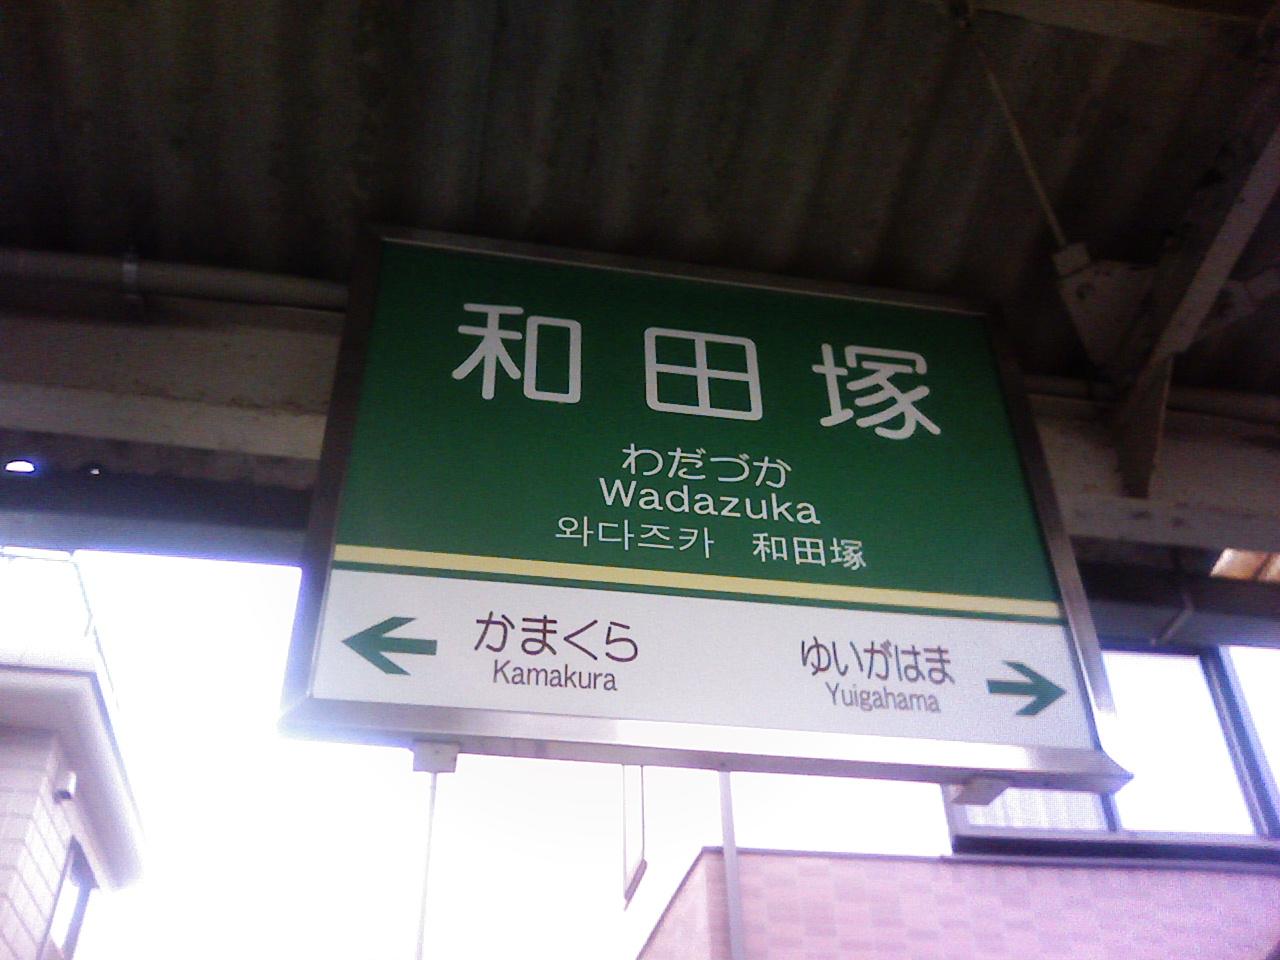 和田塚
わだづか
Wadazuka
와다즈카 和田塚
← かまくら ゆいがはま →
Kamakura Yuigahama